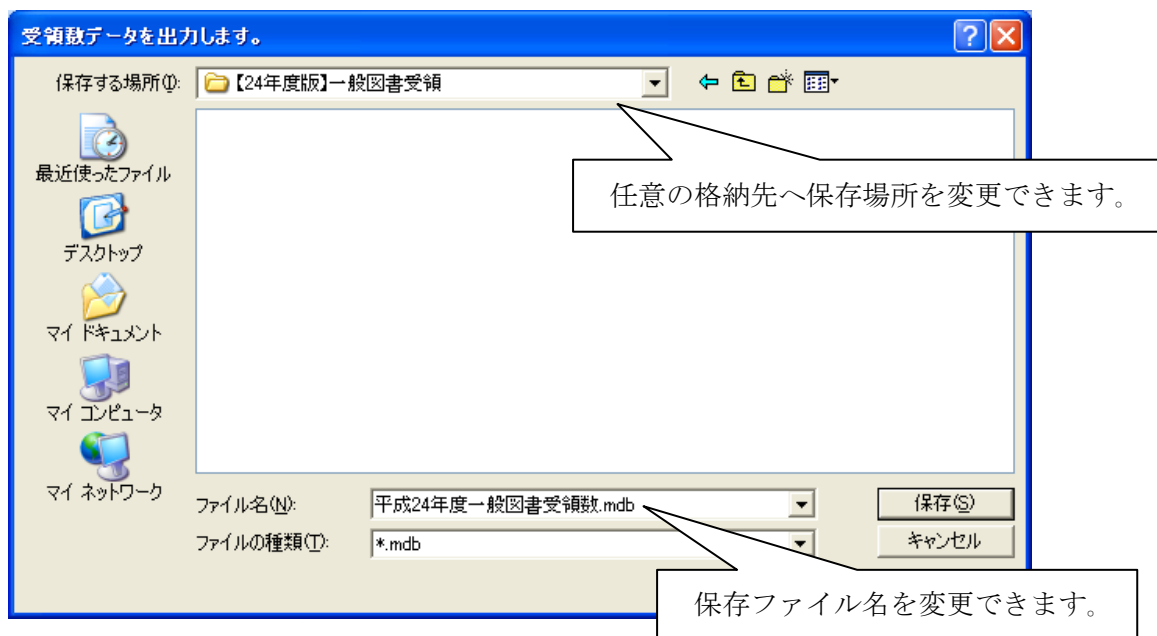 受領数データを出力します。
保存する場所(I):
【24年度版】一般図書受領
任意の格納先へ保存場所を変更できます。
最近使ったファイル
デスクトップ
マイ ドキュメント
マイ コンピュータ
マイ ネットワーク
ファイル名(N):
平成24年度一般図書受領数.mdb
保存(S)
ファイルの種類(T):
*.mdb
キャンセル
保存ファイル名を変更できます。